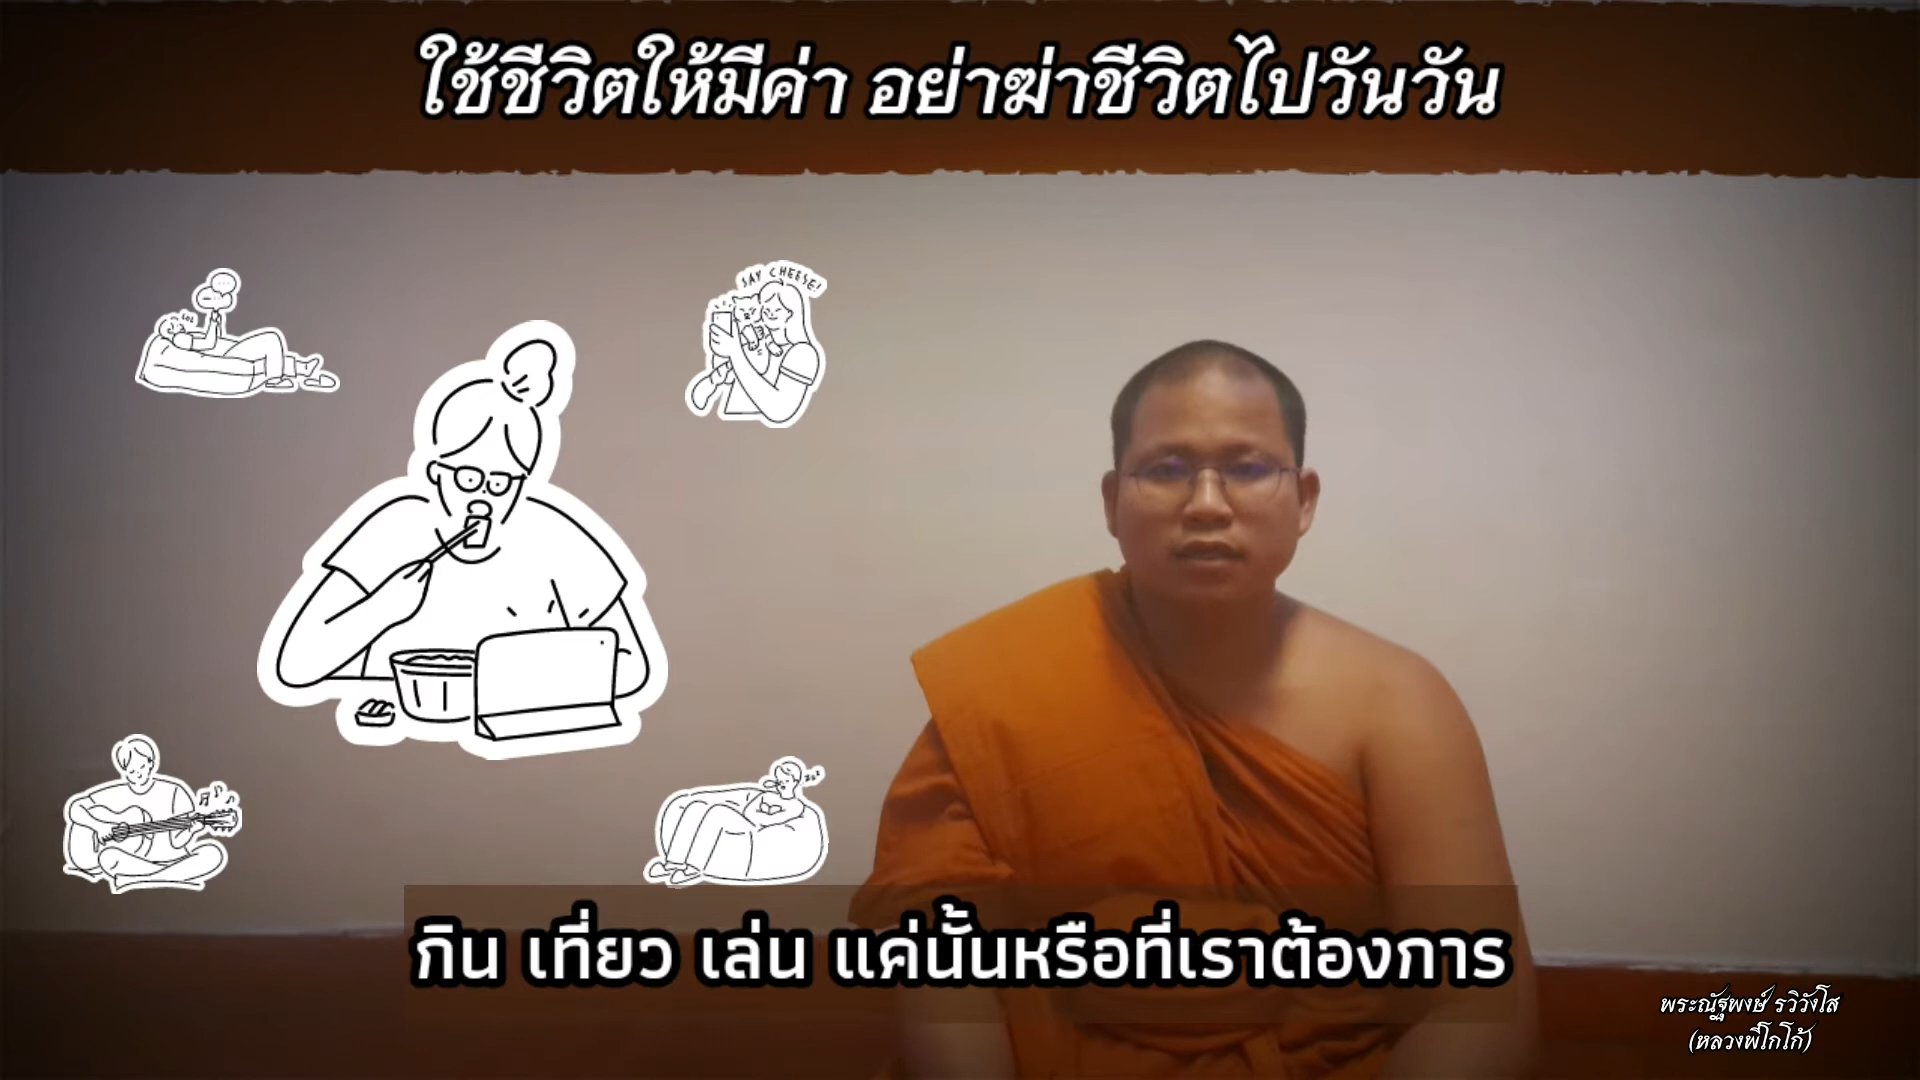 ใช้ชีวิตให้มีค่า อย่าฆ่าชีวิตไปวันวัน
SAY CHEESE!
LOL
zzz
กิน เที่ยว เล่น แค่นั้นหรือที่เราต้องการ
พระณัฐพงษ์ รวิวังโส
(หลวงพี่โกโก้)